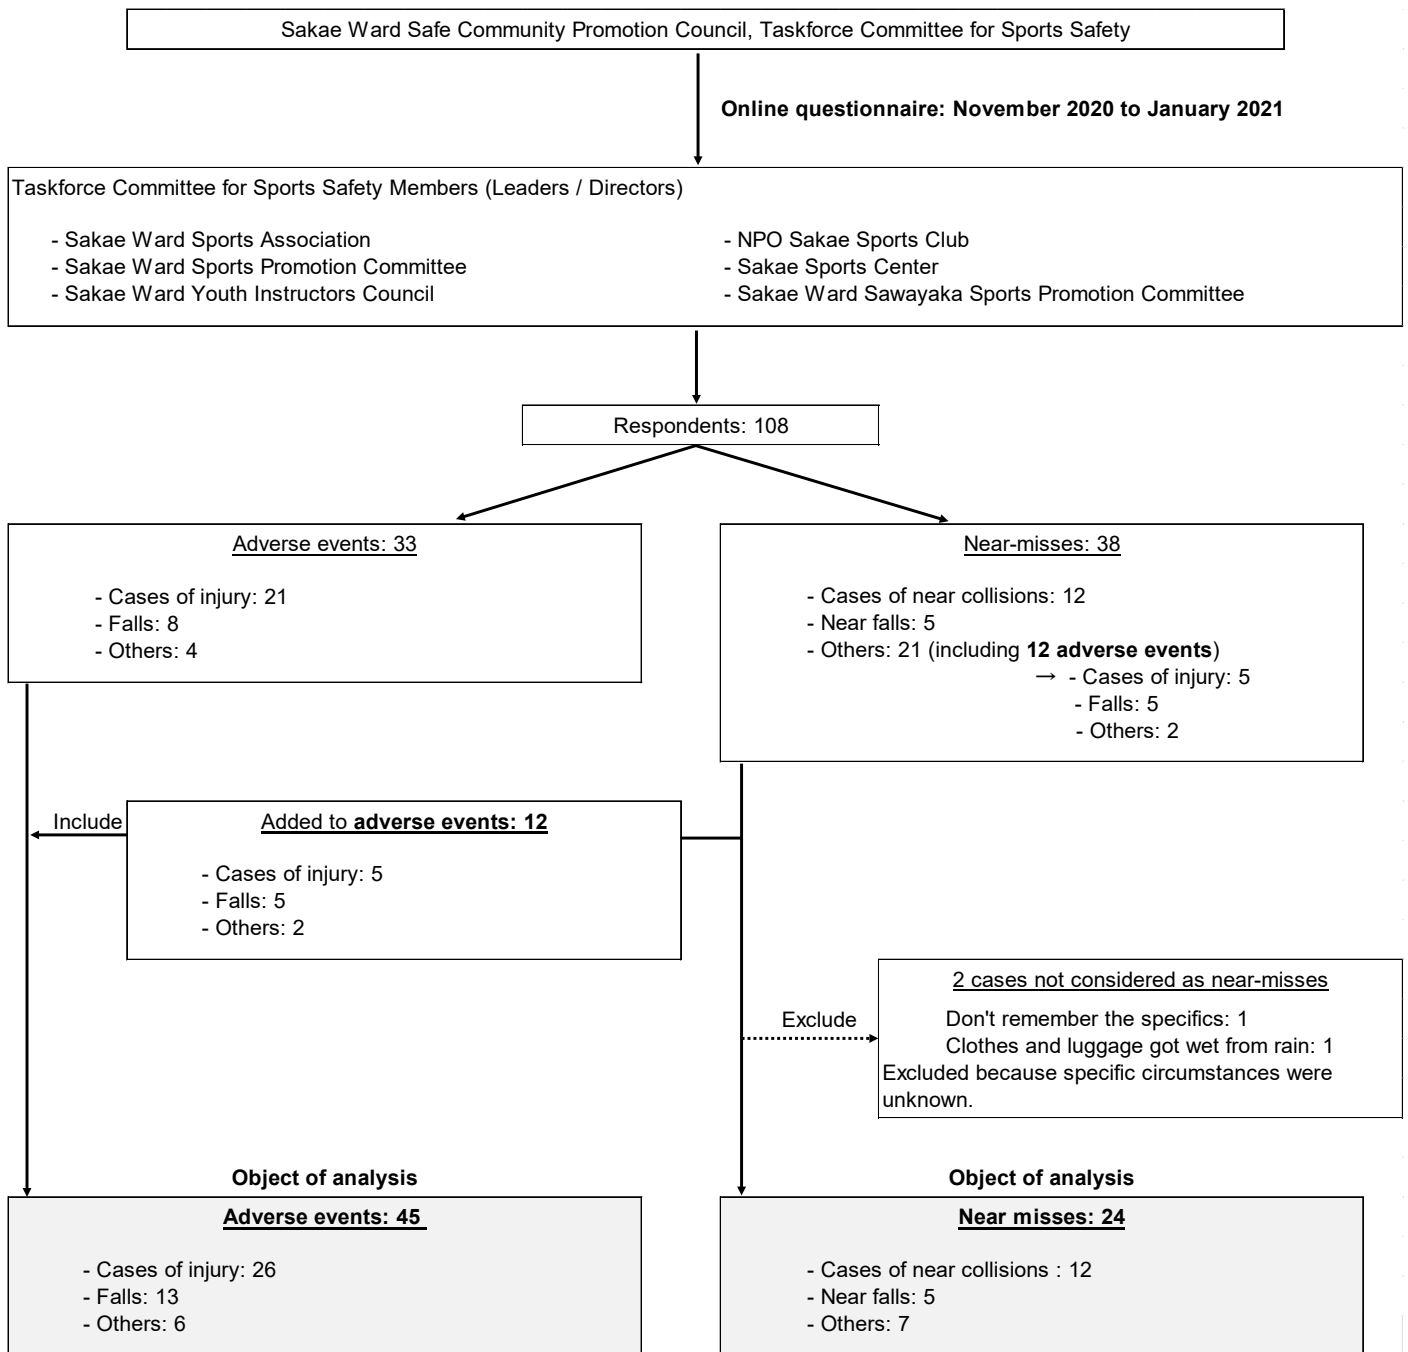 Sakae Ward Safe Community Promotion Council, Taskforce Committee for Sports Safety
Online questionnaire: November 2020 to January 2021
Taskforce Committee for Sports Safety Members (Leaders / Directors)
- Sakae Ward Sports Association
- Sakae Ward Sports Promotion Committee
- Sakae Ward Youth Instructors Council
- NPO Sakae Sports Club
- Sakae Sports Center
- Sakae Ward Sawayaka Sports Promotion Committee
Respondents: 108
Adverse events: 33
- Cases of injury: 21
- Falls: 8
- Others: 4
Near-misses: 38
- Cases of near collisions: 12
- Near falls: 5
- Others: 21 (including 12 adverse events)
→ - Cases of injury: 5
- Falls: 5
- Others: 2
Include
Added to adverse events: 12
- Cases of injury: 5
- Falls: 5
- Others: 2
Exclude
2 cases not considered as near-misses
Don't remember the specifics: 1
Clothes and luggage got wet from rain: 1
Excluded because specific circumstances were
unknown.
Object of analysis
Adverse events: 45
- Cases of injury: 26
- Falls: 13
- Others: 6
Object of analysis
Near misses: 24
- Cases of near collisions : 12
- Near falls: 5
- Others: 7